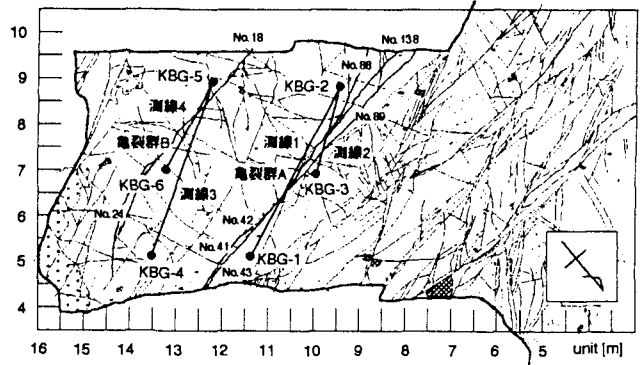 10
9
8
7
6
5
4
No. 18
No. 138
KBG-5
KBG-2
No. 88
測線4
No. 89
測線1
亀裂群B
測線2
亀裂群A
KBG-6
KBG-3
測線3
No. 24
No. 42
No. 41
KBG-4
KBG-1
No. 43
16 15 14 13 12 11 10 9 8 7 6 5 unit [m]